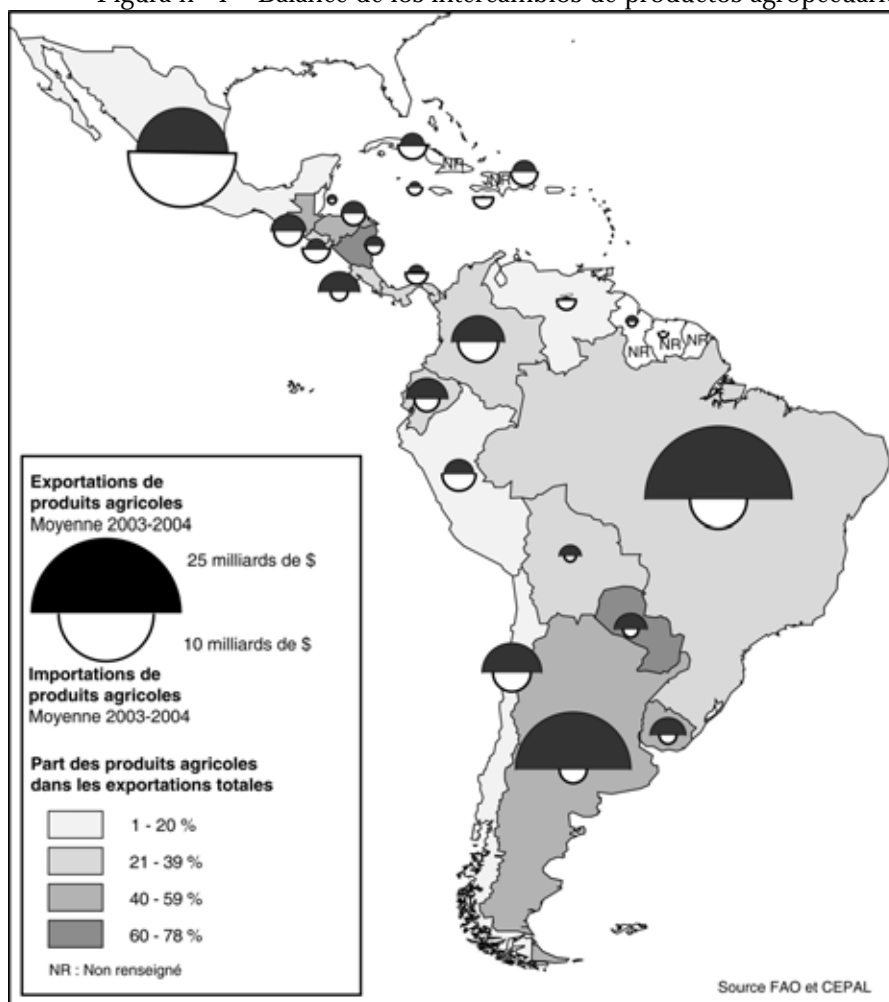 Balance de los intercambios de productos
NR
NR
NR
NR
NR
Exportations de
produits agricoles
Moyenne 2003-2004
25 milliards de $
10 milliards de $
Importations de
produits agricoles
Moyenne 2003-2004
Part des produits agricoles
dans les exportations totales
1 - 20 %
21 - 39 %
40 - 59 %
60 - 78 %
NR : Non renseigné
Source FAO et CEPAL